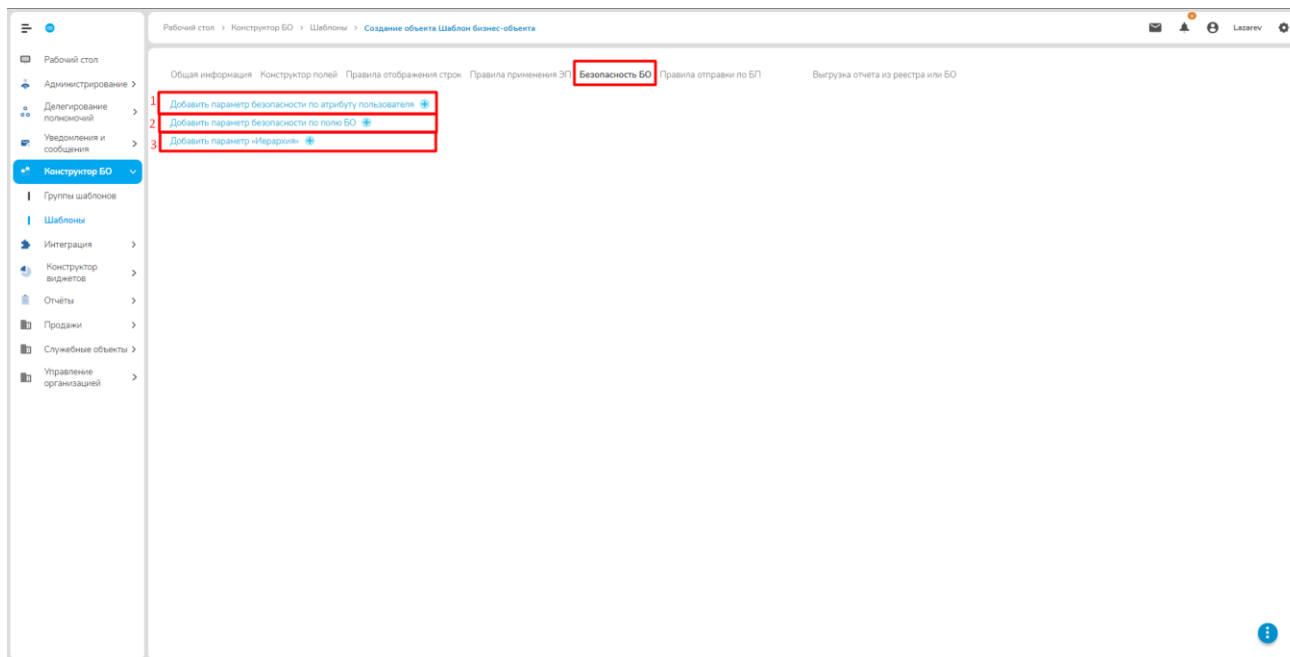 Рабочий стол > Конструктор БО > Шаблоны > Создание объекта Шаблон бизнес-объекта
Lazarev
Рабочий стол
Администрирование
Делегирование
полномочий
Уведомления и
сообщения
Конструктор БО
Группы шаблонов
Шаблоны
Интеграция
Конструктор
виджетов
Отчёты
Продажи
Служебные объекты
Управление
организацией
Общая информация Конструктор полей Правила отображения строк Правила применения ЭП Безопасность БО Правила отправки по БП Выгрузка отчета из реестра или БО
1 Добавить параметр безопасности по атрибуту пользователя
2 Добавить параметр безопасности по полю БО
3 Добавить параметр «Иерархия»